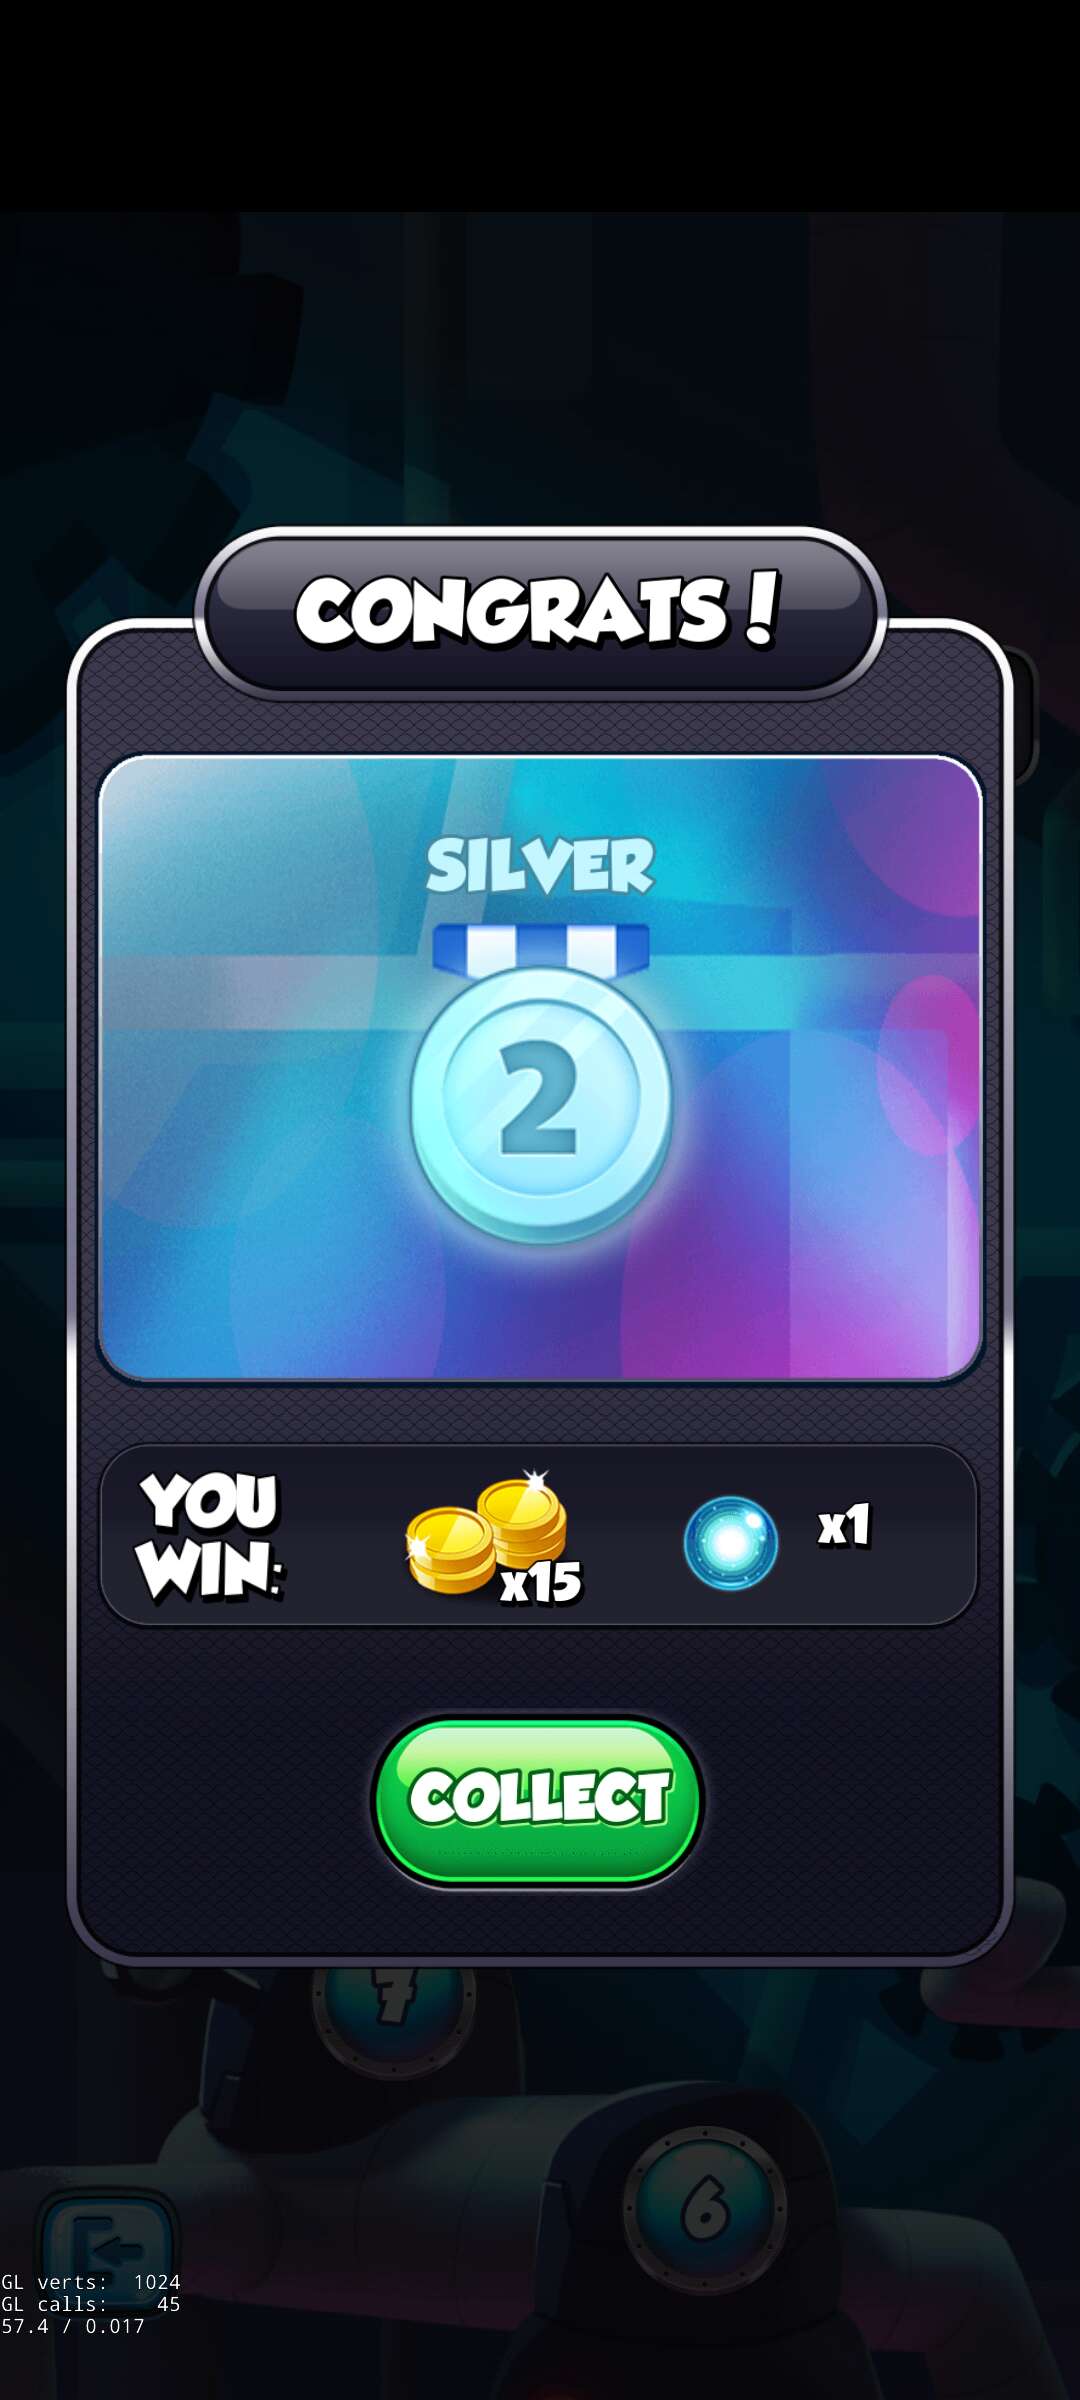 CONGRATS!
SILVER
2
YOU
WIN:
x15
x1
COLLECT
7
6
GL verts: 1024
GL calls: 45
57.4 / 0.017